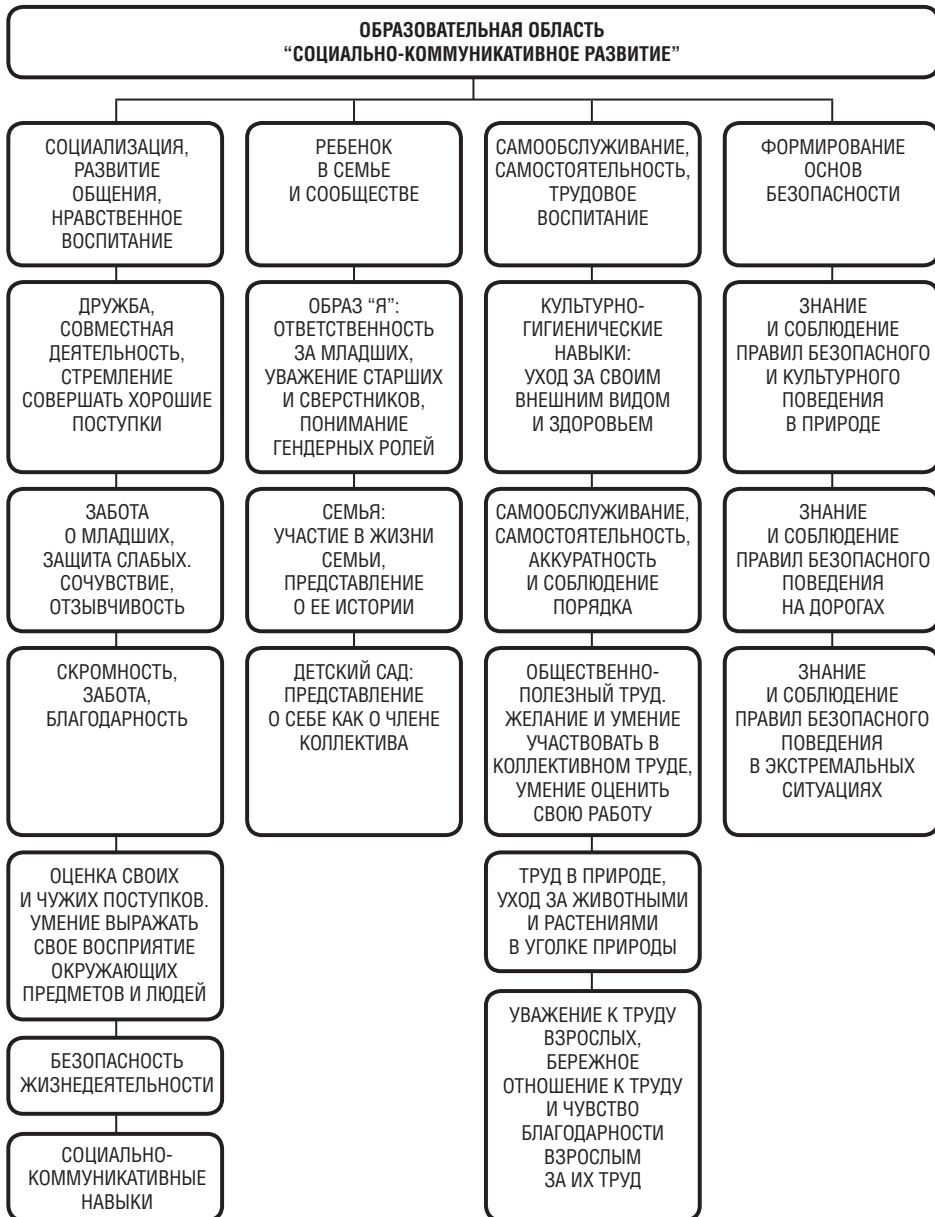 ОБРАЗОВАТЕЛЬНАЯ ОБЛАСТЬ
“СОЦИАЛЬНО-КОММУНИКАТИВНОЕ РАЗВИТИЕ”
СОЦИАЛИЗАЦИЯ,
РАЗВИТИЕ
ОБЩЕНИЯ,
НРАВСТВЕННОЕ
ВОСПИТАНИЕ
ДРУЖБА,
СОВМЕСТНАЯ
ДЕЯТЕЛЬНОСТЬ,
СТРЕМЛЕНИЕ
СОВЕРШАТЬ ХОРОШИЕ
ПОСТУПКИ
ЗАБОТА
О МЛАДШИХ,
ЗАЩИТА СЛАБЫХ.
СОЧУВСТВИЕ,
ОТЗЫВЧИВОСТЬ
СКРОМНОСТЬ,
ЗАБОТА,
БЛАГОДАРНОСТЬ
ОЦЕНКА СВОИХ
И ЧУЖИХ ПОСТУПКОВ.
УМЕНИЕ ВЫРАЖАТЬ
СВОЕ ВОСПРИЯТИЕ
ОКРУЖАЮЩИХ
ПРЕДМЕТОВ И ЛЮДЕЙ
БЕЗОПАСНОСТЬ
ЖИЗНЕДЕЯТЕЛЬНОСТИ
СОЦИАЛЬНО-
КОММУНИКАТИВНЫЕ
НАВЫКИ
РЕБЕНОК
В СЕМЬЕ
И СООБЩЕСТВЕ
ОБРАЗ “Я”:
ОТВЕТСТВЕННОСТЬ
ЗА МЛАДШИХ,
УВАЖЕНИЕ СТАРШИХ
И СВЕРСТНИКОВ,
ПОНИМАНИЕ
ГЕНДЕРНЫХ РОЛЕЙ
СЕМЬЯ:
УЧАСТИЕ В ЖИЗНИ
СЕМЬИ,
ПРЕДСТАВЛЕНИЕ
О ЕЕ ИСТОРИИ
ДЕТСКИЙ САД:
ПРЕДСТАВЛЕНИЕ
О СЕБЕ КАК О ЧЛЕНЕ
КОЛЛЕКТИВА
САМООБСЛУЖИВАНИЕ,
САМОСТОЯТЕЛЬНОСТЬ,
ТРУДОВОЕ
ВОСПИТАНИЕ
КУЛЬТУРНО-
ГИГИЕНИЧЕСКИЕ
НАВЫКИ:
УХОД ЗА СВОИМ
ВНЕШНИМ ВИДОМ
И ЗДОРОВЬЕМ
САМООБСЛУЖИВАНИЕ,
САМОСТОЯТЕЛЬНОСТЬ,
АККУРАТНОСТЬ
И СОБЛЮДЕНИЕ
ПОРЯДКА
ОБЩЕСТВЕННО-
ПОЛЕЗНЫЙ ТРУД.
ЖЕЛАНИЕ И УМЕНИЕ
УЧАСТВОВАТЬ В
КОЛЛЕКТИВНОМ ТРУДЕ,
УМЕНИЕ ОЦЕНИТЬ
СВОЮ РАБОТУ
ТРУД В ПРИРОДЕ,
УХОД ЗА ЖИВОТНЫМИ
И РАСТЕНИЯМИ
В УГОЛКЕ ПРИРОДЫ
УВАЖЕНИЕ К ТРУДУ
ВЗРОСЛЫХ,
БЕРЕЖНОЕ
ОТНОШЕНИЕ К ТРУДУ
И ЧУВСТВО
БЛАГОДАРНОСТИ
ВЗРОСЛЫМ
ЗА ИХ ТРУД
ФОРМИРОВАНИЕ
ОСНОВ
БЕЗОПАСНОСТИ
ЗНАНИЕ
И СОБЛЮДЕНИЕ
ПРАВИЛ БЕЗОПАСНОГО
И КУЛЬТУРНОГО
ПОВЕДЕНИЯ
В ПРИРОДЕ
ЗНАНИЕ
И СОБЛЮДЕНИЕ
ПРАВИЛ БЕЗОПАСНОГО
ПОВЕДЕНИЯ
НА ДОРОГАХ
ЗНАНИЕ
И СОБЛЮДЕНИЕ
ПРАВИЛ БЕЗОПАСНОГО
ПОВЕДЕНИЯ
В ЭКСТРЕМАЛЬНЫХ
СИТУАЦИЯХ